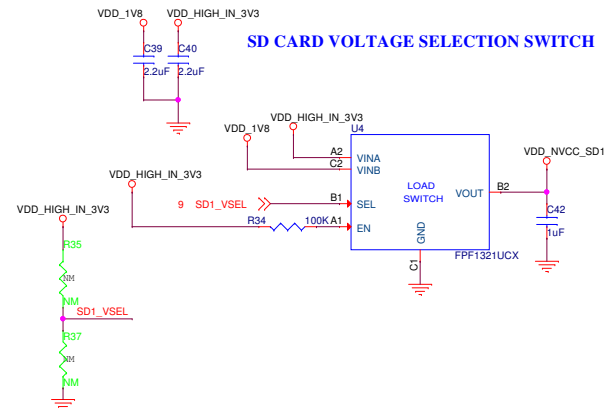 VDD_1V8 VDD_HIGH_IN_3V3
SD CARD VOLTAGE SELECTION SWITCH
C39 C40
2.2uF 2.2uF
VDD_HIGH_IN_3V3
VDD_1V8 U4
A2 VINA
C2 VINB
VDD_NVCC_SD1
VDD_HIGH_IN_3V3
LOAD
SWITCH
VOUT B2
9 SD1_VSEL B1 SEL
VDD_HIGH_IN_3V3
R34 100K A1 EN
C42
1uF
GND
C1
FPF1321UCX
R35
NM
NM
SD1_VSEL
R37
NM
NM